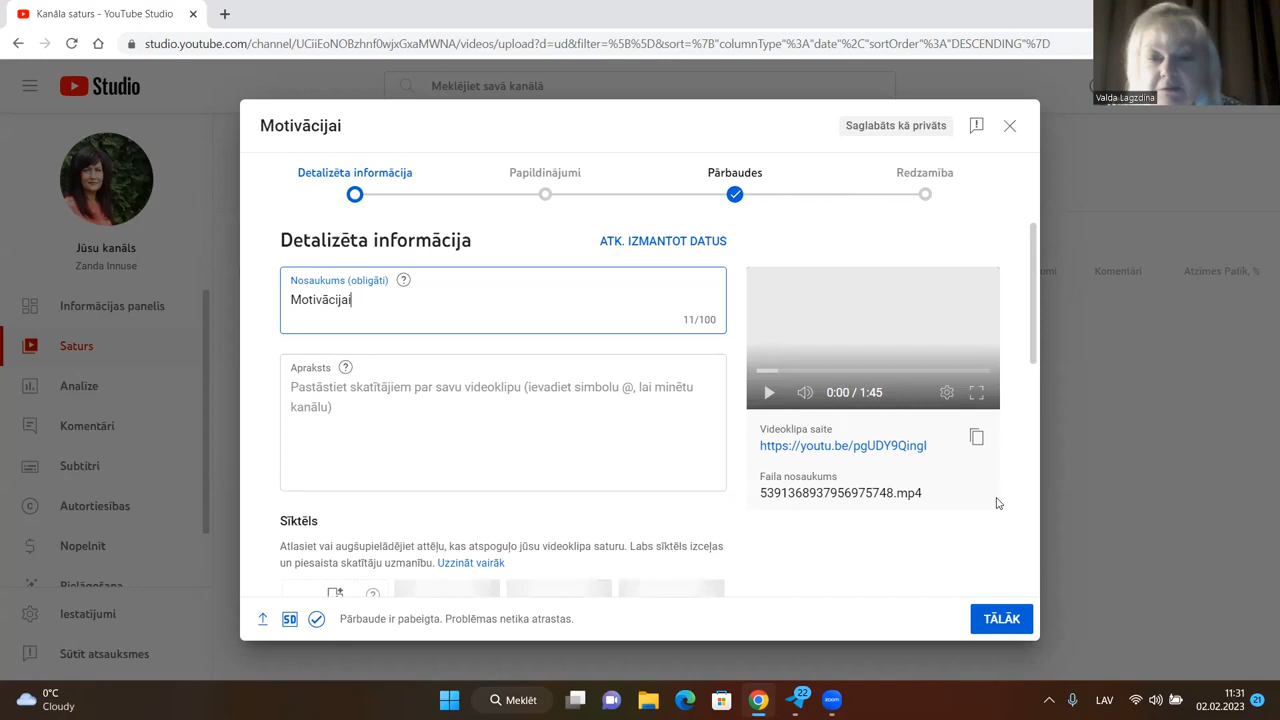 Kanāla saturs - YouTube Studio
studio.youtube.com/channel/UCiiEoNOBzhnf0wjxGxaMWNA/videos/upload?d=ud&filter=%5B%5D&sort=%7B"columnType"%3A"date"%2C"sortOrder"%3A"DESCENDING"%7D
Valda Lagzdina
Studio
Meklējiet savā kanālā
Jūsu kanāls
Zanda Innuse
Informācijas panelis
Saturs
Analīze
Komentāri
Subtitri
Autortiesības
Nopelnīt
Pielāgošana
Iestatījumi
Sūtīt atsauksmes
Motivācijai
Saglabāts kā privāts
Detalizēta informācija
Papildinājumi
Pārbaudes
Redzamība
Detalizēta informācija
ATK. IZMANTOT DATUS
Nosaukums (obligāti)
Motivācijai
11/100
Apraksts
Pastāstiet skatītājiem par savu videoklipu (ievadiet simbolu @, lai minētu
kanālu)
0:00 / 1:45
Videoklipa saite
https://youtu.be/pgUDY9QingI
Faila nosaukums
5391368937956975748.mp4
Sīktēls
Atlasiet vai augšupielādējiet attēlu, kas atspoguļo jūsu videoklipa saturu. Labs sīktēls izceļas
un piesaista skatītāju uzmanību. Uzzināt vairāk
SD
Pārbaude ir pabeigta. Problēmas netika atrastas.
TĀLĀK
Komentāri
Atzīmes Patīk, %
0°C
Cloudy
Meklēt
22
zoom
LAV
11:31
02.02.2023
21